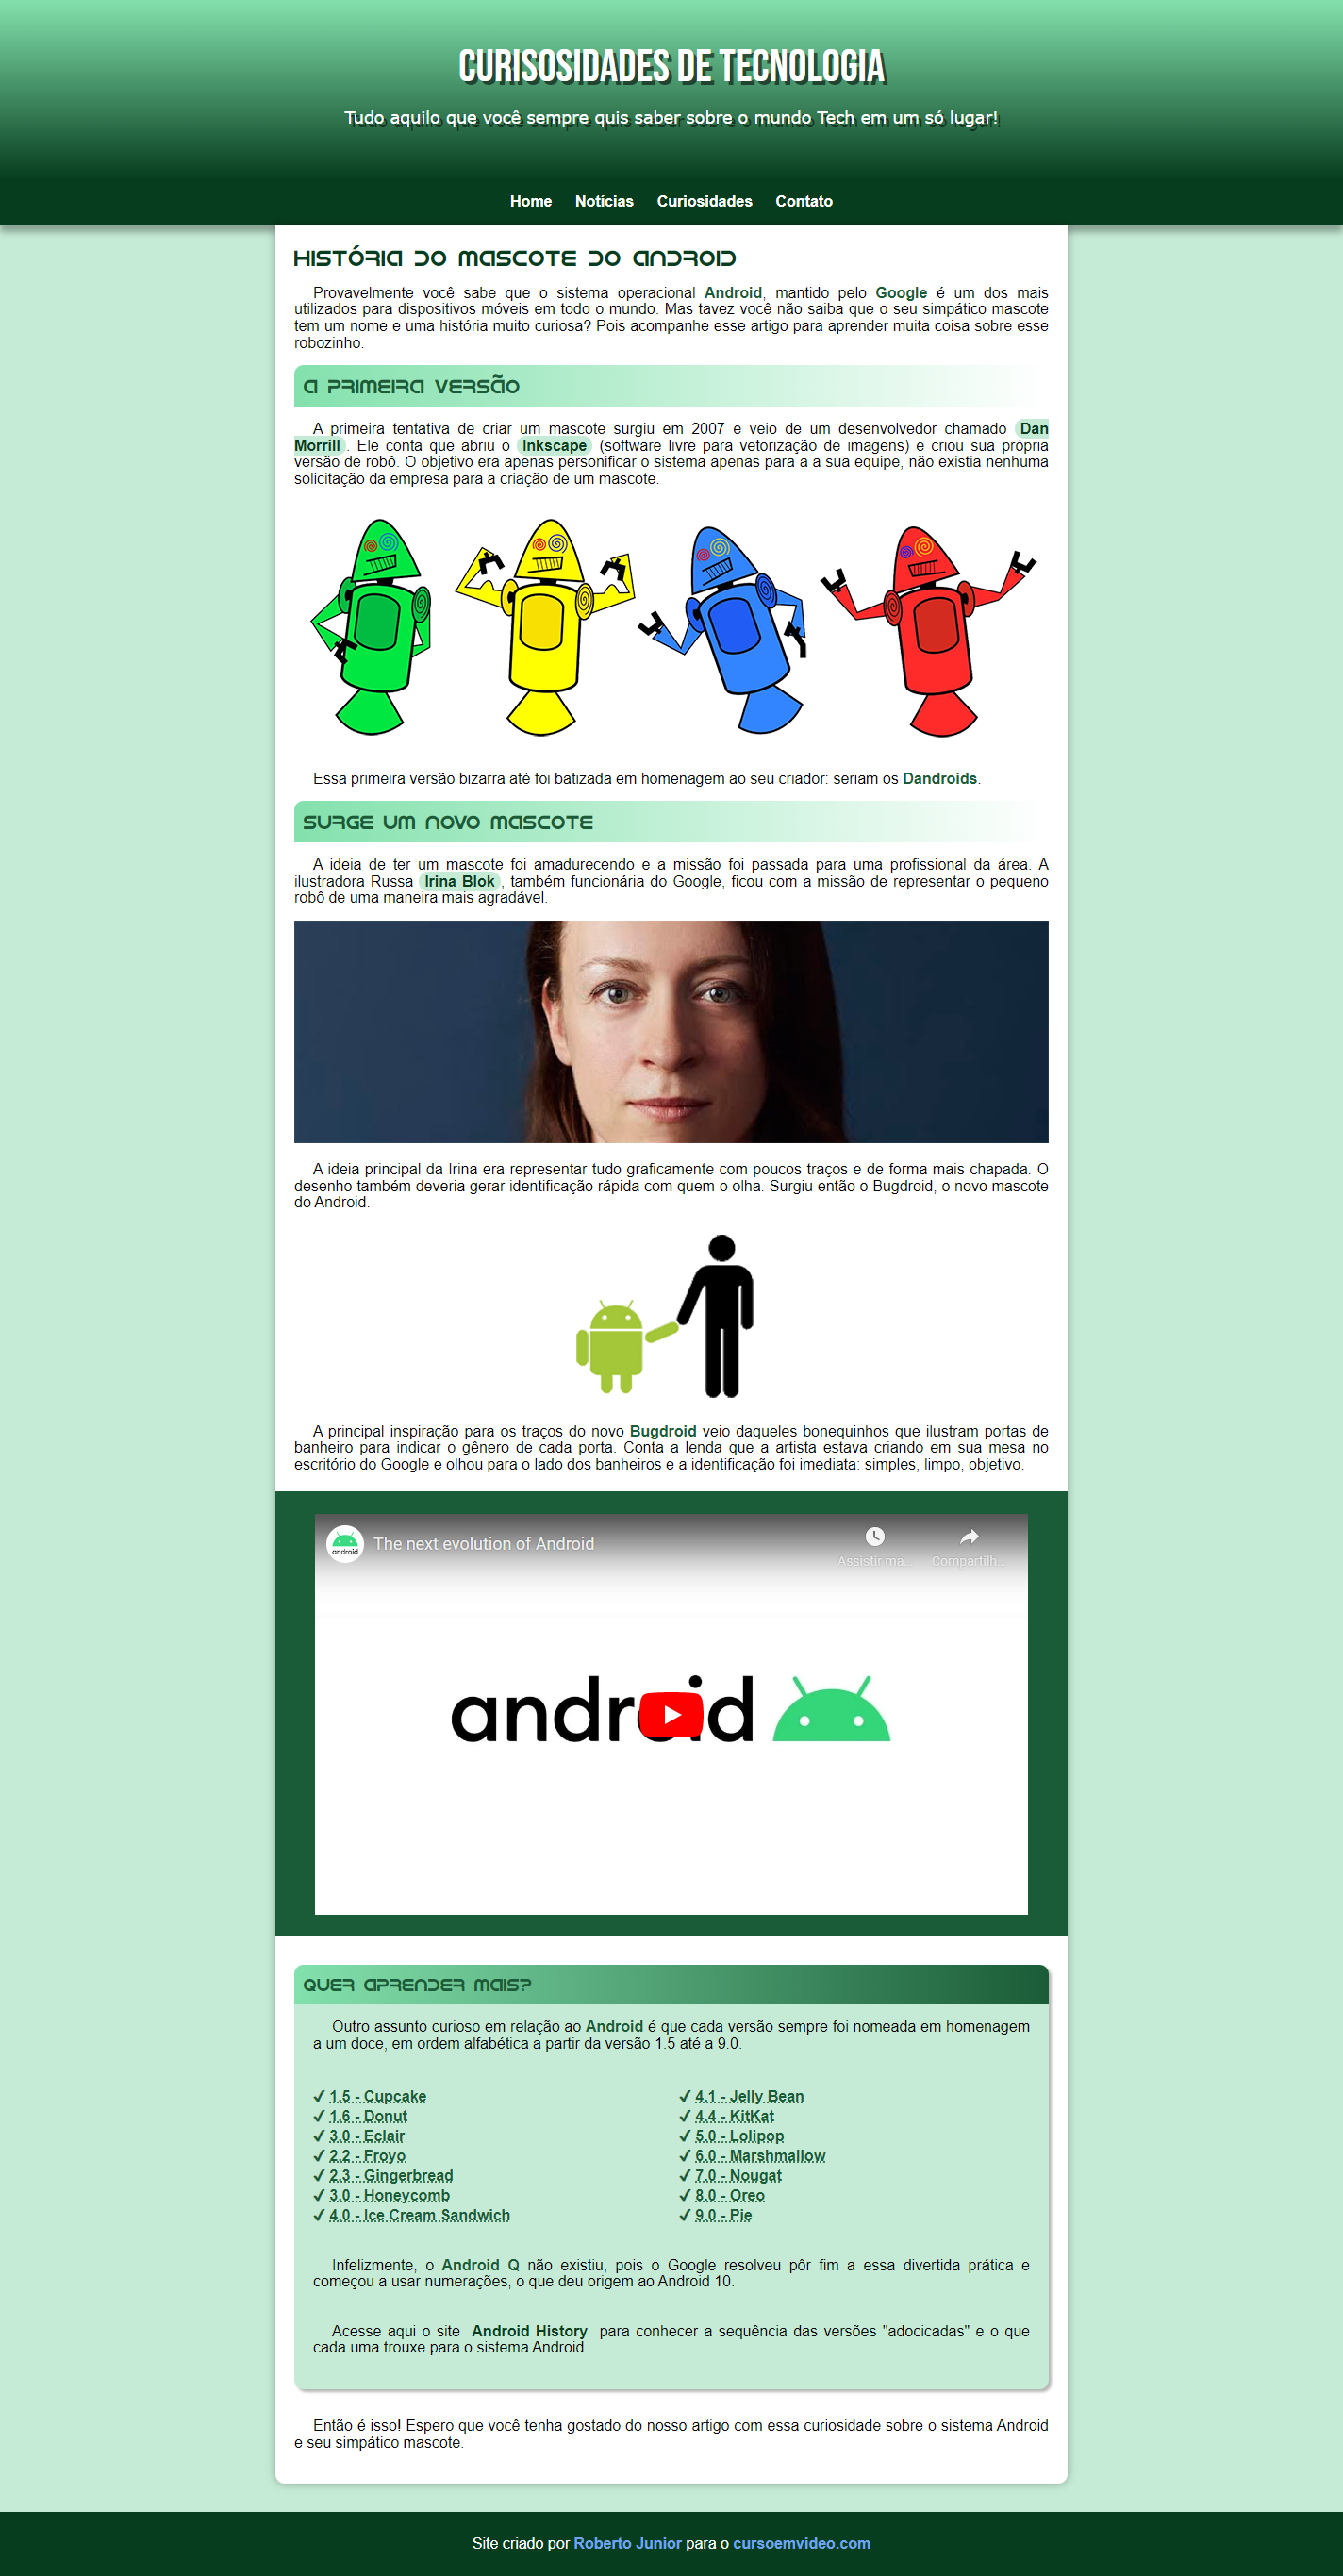 CURISOSIDADES DE TECNOLOGIA
Tudo aquilo que você sempre quis saber sobre o mundo Tech em um só lugar!
Home Notícias Curiosidades Contato
HISTÓRIA DO MASCOTE DO ANDROID
Provavelmente você sabe que o sistema operacional Android, mantido pelo Google é um dos mais
utilizados para dispositivos móveis em todo o mundo. Mas tavez você não saiba que o seu simpático mascote
tem um nome e uma história muito curiosa? Pois acompanhe esse artigo para aprender muita coisa sobre esse
robozinho.
A PRIMEIRA VERSÃO
A primeira tentativa de criar um mascote surgiu em 2007 e veio de um desenvolvedor chamado Dan
Morrill. Ele conta que abriu o Inkscape (software livre para vetorização de imagens) e criou sua própria
versão de robô. O objetivo era apenas personificar o sistema apenas para a a sua equipe, não existia nenhuma
solicitação da empresa para a criação de um mascote.
Essa primeira versão bizarra até foi batizada em homenagem ao seu criador: seriam os Dandroids.
SURGE UM NOVO MASCOTE
A ideia de ter um mascote foi amadurecendo e a missão foi passada para uma profissional da área. A
ilustradora Russa Irina Blok, também funcionária do Google, ficou com a missão de representar o pequeno
robô de uma maneira mais agradável.
A ideia principal da Irina era representar tudo graficamente com poucos traços e de forma mais chapada. O
desenho também deveria gerar identificação rápida com quem o olha. Surgiu então o Bugdroid, o novo mascote
do Android.
A principal inspiração para os traços do novo Bugdroid veio daqueles bonequinhos que ilustram portas de
banheiro para indicar o gênero de cada porta. Conta a lenda que a artista estava criando em sua mesa no
escritório do Google e olhou para o lado dos banheiros e a identificação foi imediata: simples, limpo, objetivo.
android
The next evolution of Android
Assistir ma...
Compartilh
android
QUER APRENDER MAIS?
Outro assunto curioso em relação ao Android é que cada versão sempre foi nomeada em homenagem
a um doce, em ordem alfabética a partir da versão 1.5 até a 9.0.
✔ 1.5 - Cupcake
✔ 1.6 - Donut
✔ 3.0 - Eclair
✔ 2.2 - Froyo
✔ 2.3 - Gingerbread
✔ 3.0 - Honeycomb
✔ 4.0 - Ice Cream Sandwich
✔ 4.1 - Jelly Bean
✔ 4.4 - KitKat
✔ 5.0 - Lolipop
✔ 6.0 - Marshmallow
✔ 7.0 - Nougat
✔ 8.0 - Oreo
✔ 9.0 - Pie
Infelizmente, o Android Q não existiu, pois o Google resolveu pôr fim a essa divertida prática e
começou a usar numerações, o que deu origem ao Android 10.
Acesse aqui o site Android History para conhecer a sequência das versões "adocicadas" e o que
cada uma trouxe para o sistema Android.
Então é isso! Espero que você tenha gostado do nosso artigo com essa curiosidade sobre o sistema Android
e seu simpático mascote.
Site criado por Roberto Junior para o cursoemvideo.com